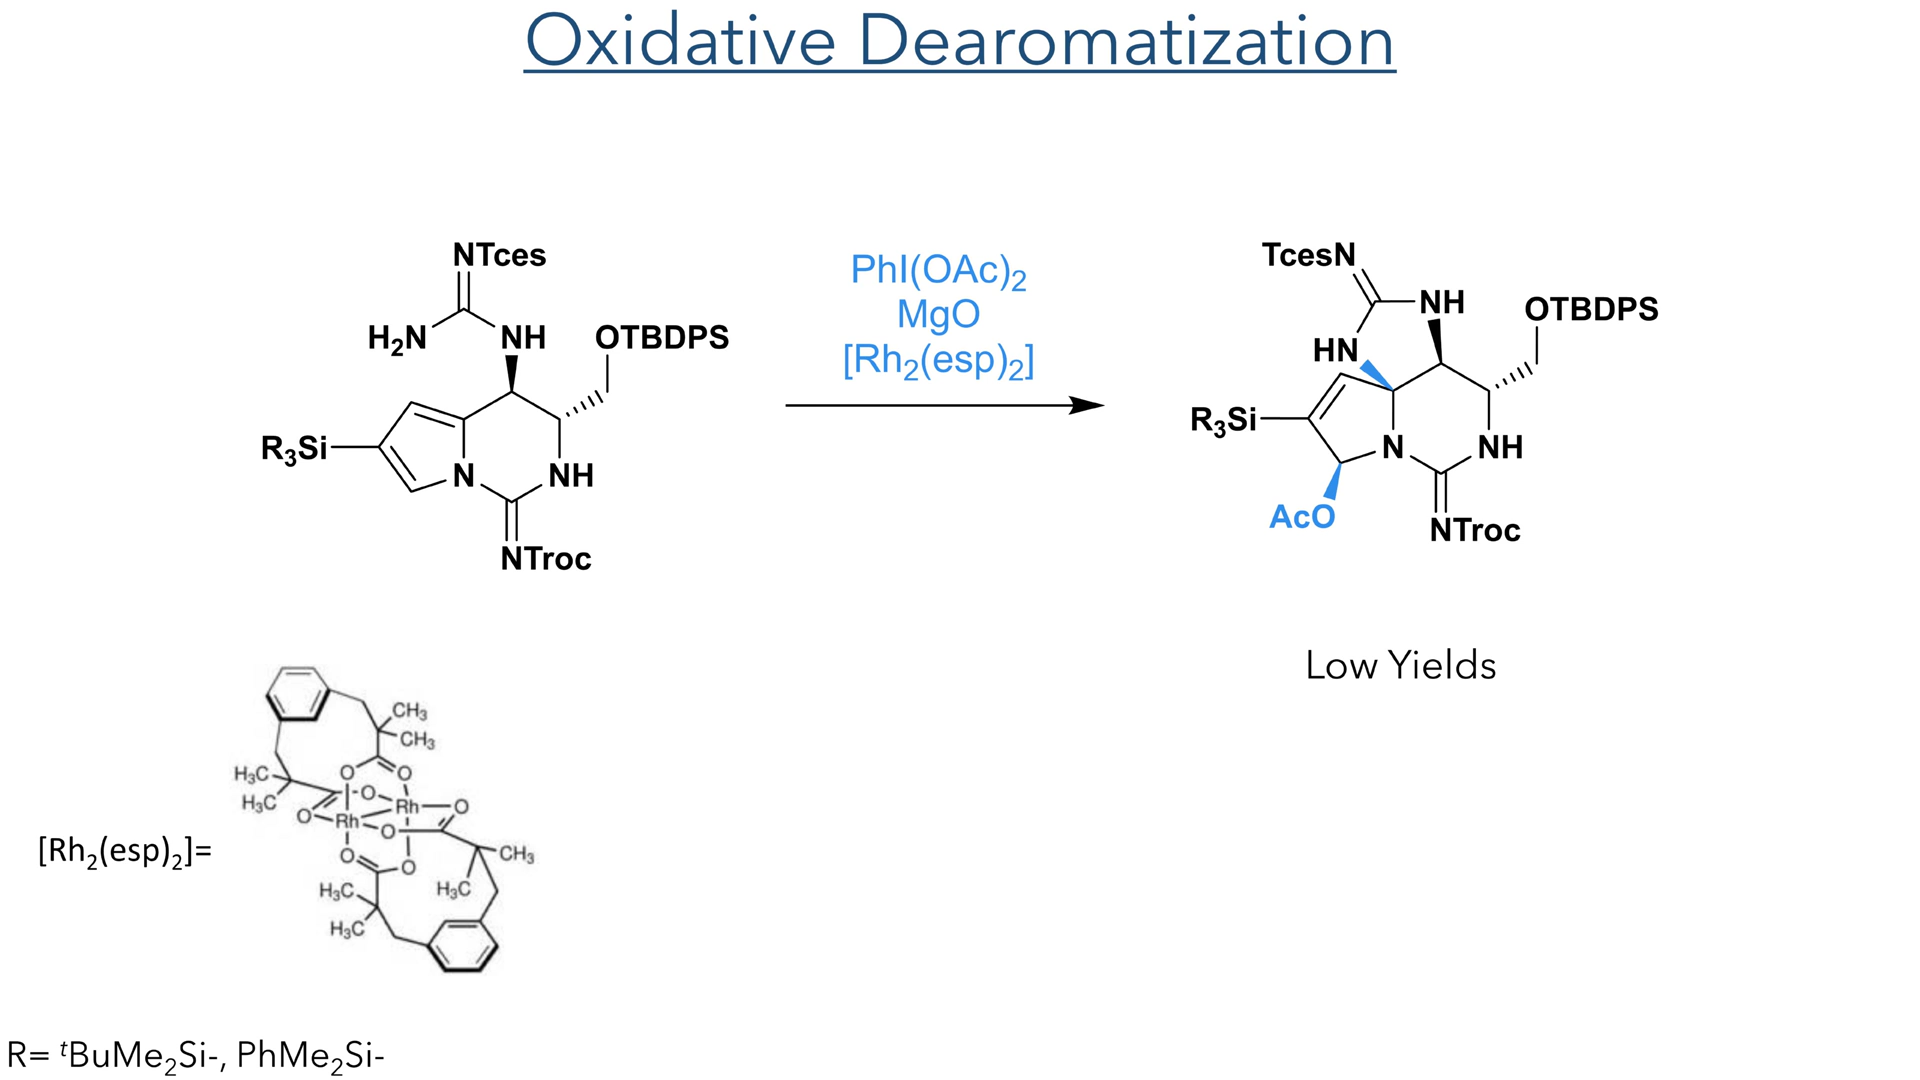 Oxidative Dearomatization
NTces
H₂N
NH
OTBDPS
R₃Si
N
NH
NTroc
PhI(OAc)₂
MgO
[Rh₂(esp)₂]
TcesN
NH
OTBDPS
HN
R₃Si
N
NH
AcO
NTroc
Low Yields
CH₃
CH₃
H₃C
H₃C
O
O
O
O
Rh
O
Rh
O
O
O
CH₃
H₃C
H₃C
H₃C
[Rh₂(esp)₂]=
R= ᵗBuMe₂Si-, PhMe₂Si-